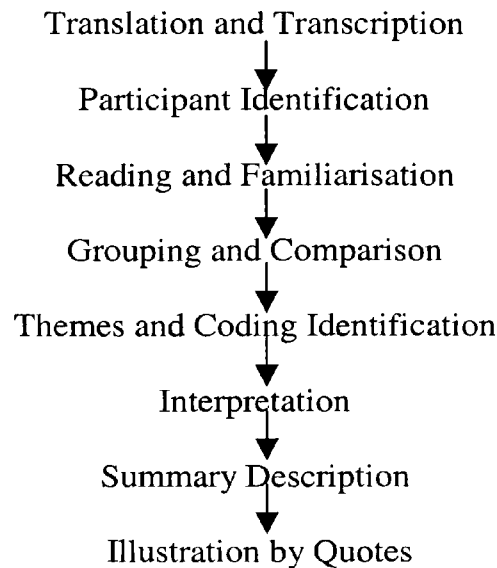 Translation and Transcription
Participant Identification
Reading and Familiarisation
Grouping and Comparison
Themes and Coding Identification
Interpretation
Summary Description
Illustration by Quotes